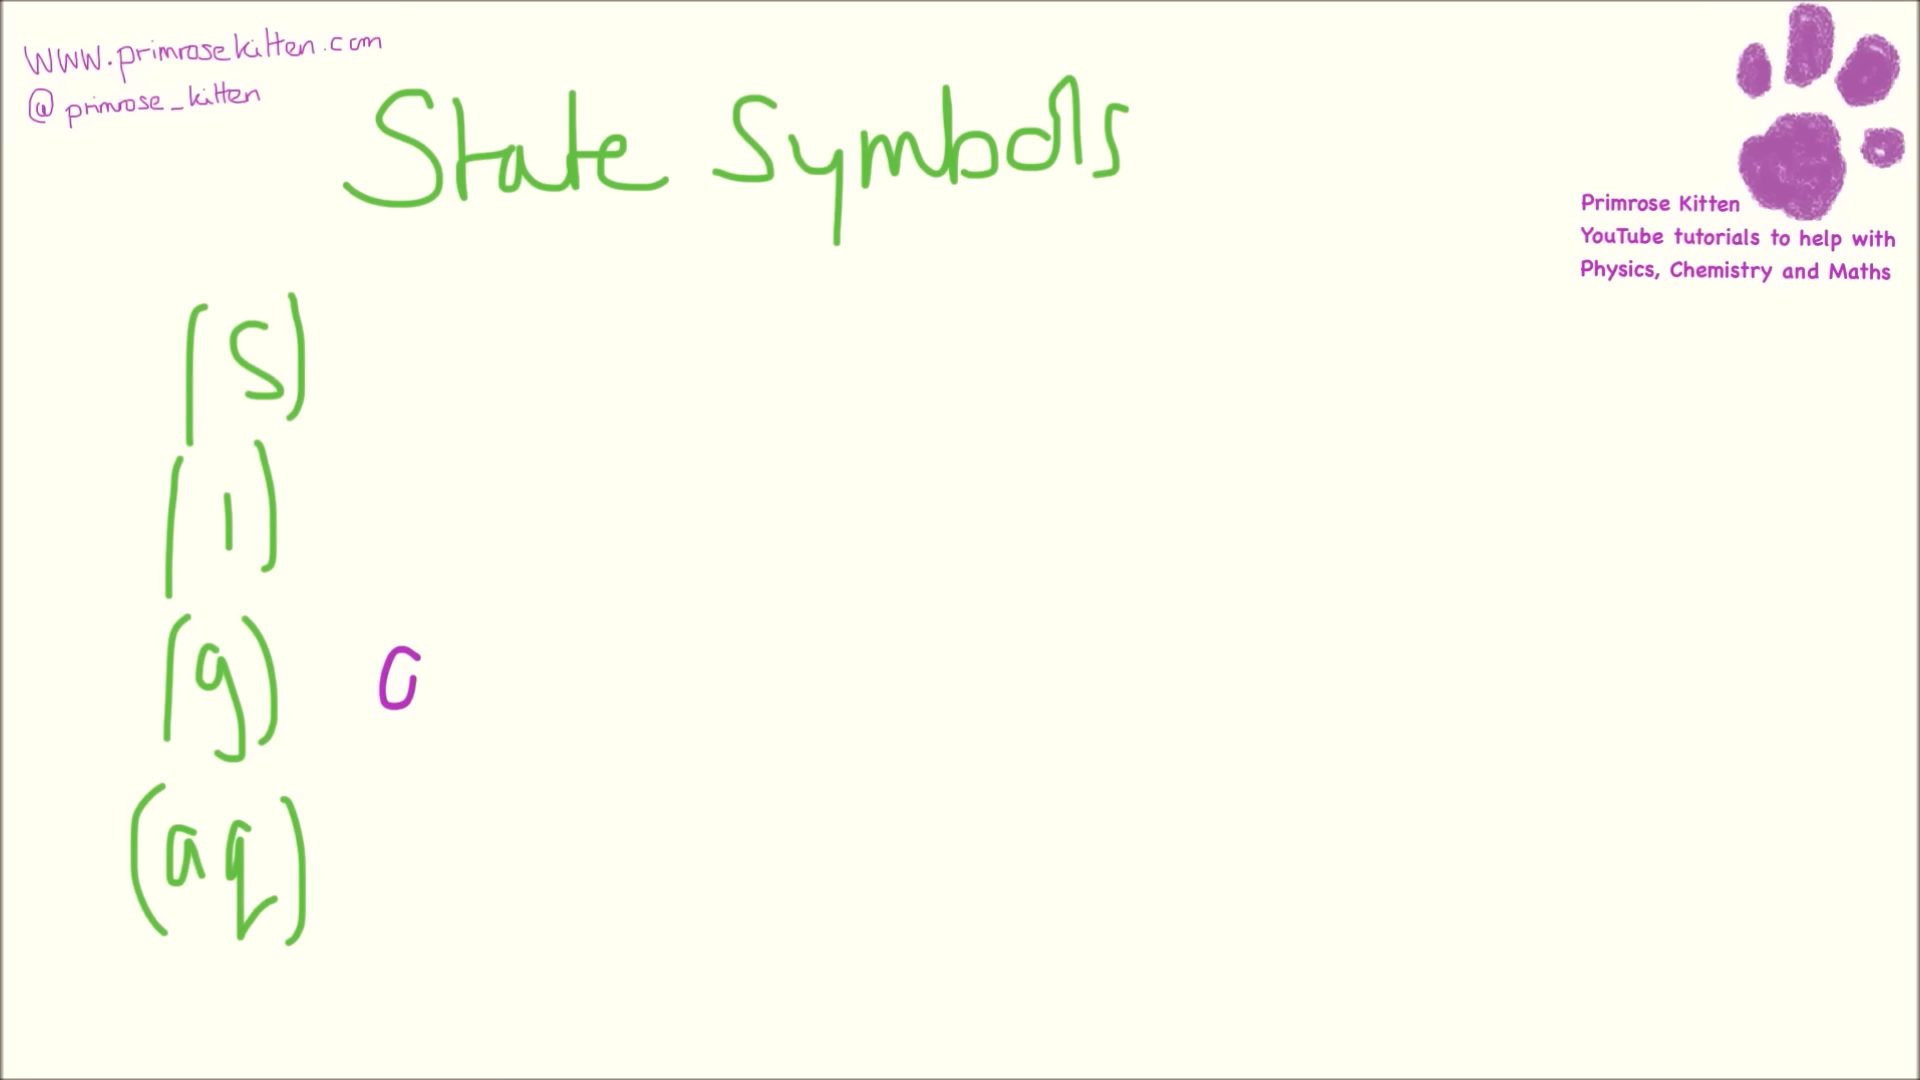 www.primrosekitten.com
@primrose_kitten
State Symbols
Primrose Kitten
YouTube tutorials to help with
Physics, Chemistry and Maths
(s)
(l)
(g)
(aq)